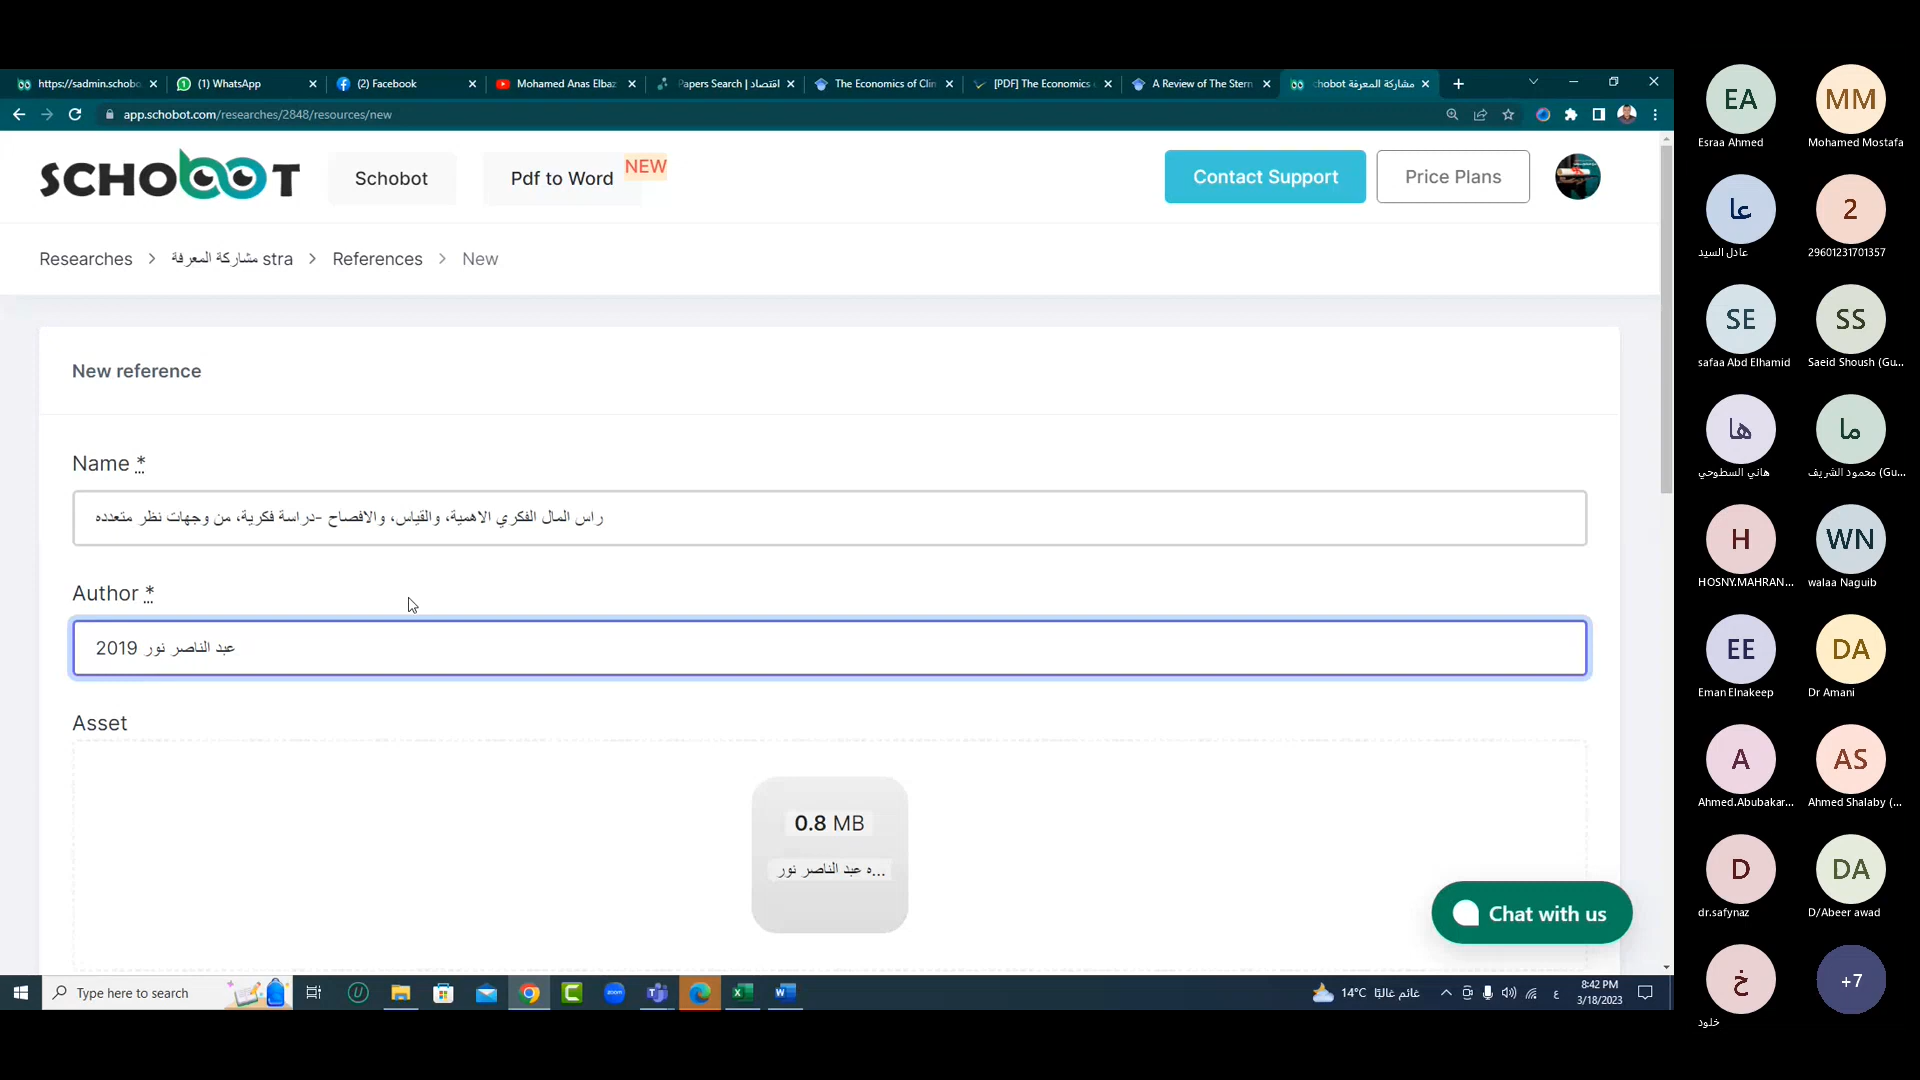 https://sadmin.schobo
(1) WhatsApp
(2) Facebook
Mohamed Anas Elbaz
Papers Search | اقتصاد
The Economics of Clin
[PDF] The Economics
A Review of The Stern
مشاركة المعرفة chobot
app.schobot.com/researches/2848/resources/new
SCHOBOT
Schobot
Pdf to Word
NEW
Contact Support
Price Plans
Researches > مشاركة المعرفة stra > References > New
New reference
Name *
راس المال الفكري الاهمية، والقياس، والافصاح -دراسة فكرية، من وجهات نظر متعدده
Author *
عبد الناصر نور 2019
Asset
0.8 MB
...ه عبد الناصر نور
Chat with us
Type here to search
zoom
14°C غائم غالبًا
ع
8:42 PM
3/18/2023
EA
Esraa Ahmed
MM
Mohamed Mostafa
عا
عادل السيد
2
29601231701357
SE
safaa Abd Elhamid
SS
Saeid Shoush (Gu...
ها
هاني السطوحي
ما
محمود الشريف (Gu...
H
HOSNY.MAHRAN...
WN
walaa Naguib
EE
Eman Elnakeep
DA
Dr Amani
A
Ahmed.Abubakar...
AS
Ahmed Shalaby (...
D
dr.safynaz
DA
D/Abeer awad
خ
خلود
+7